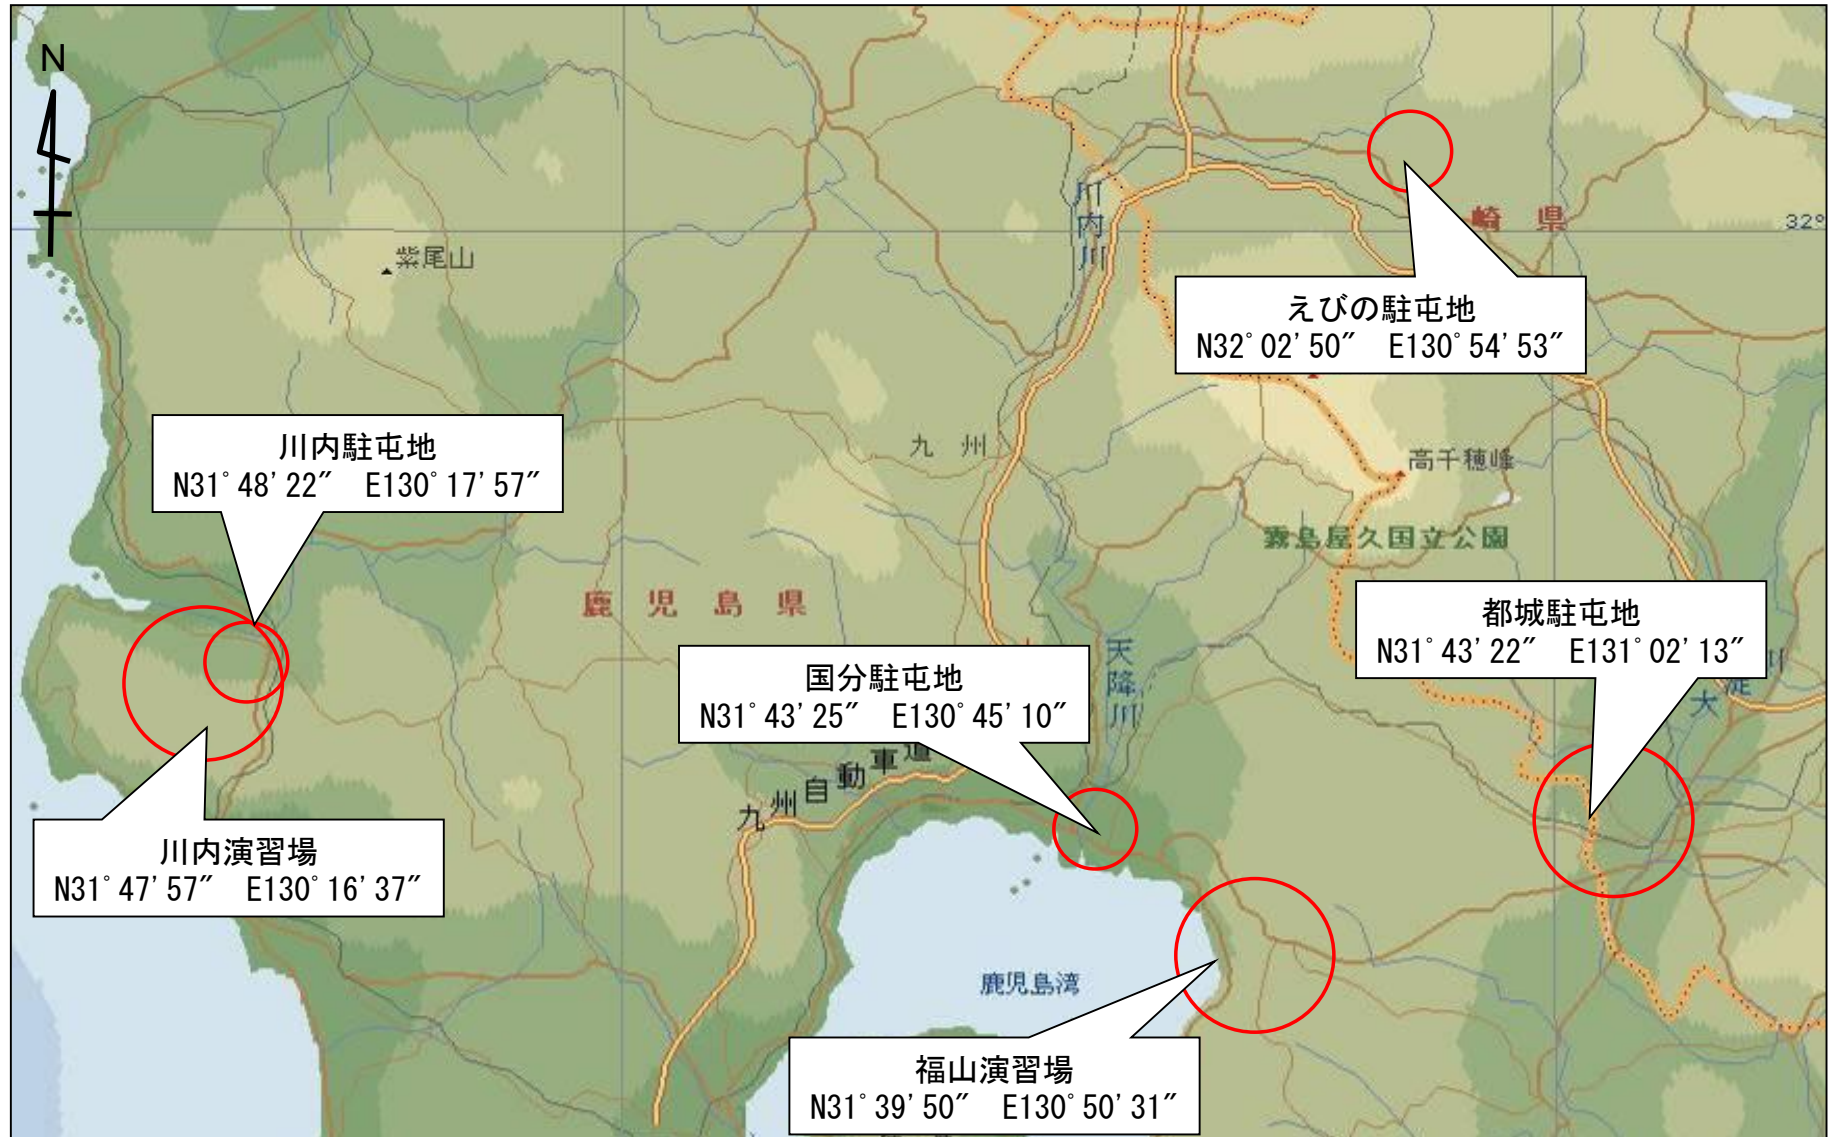 N
川内川
崎県
32°
紫尾山
えびの駐屯地
N32°02'50″ E130°54'53″
川内駐屯地
N31°48'22″ E130°17'57″
九州
高千穂峰
霧島屋久国立公園
鹿児島県
都城駐屯地
N31°43'22″ E131°02'13″
国分駐屯地
N31°43'25″ E130°45'10″
天降川
大淀川
九州自動車道
川内演習場
N31°47'57″ E130°16'37″
鹿児島湾
福山演習場
N31°39'50″ E130°50'31″